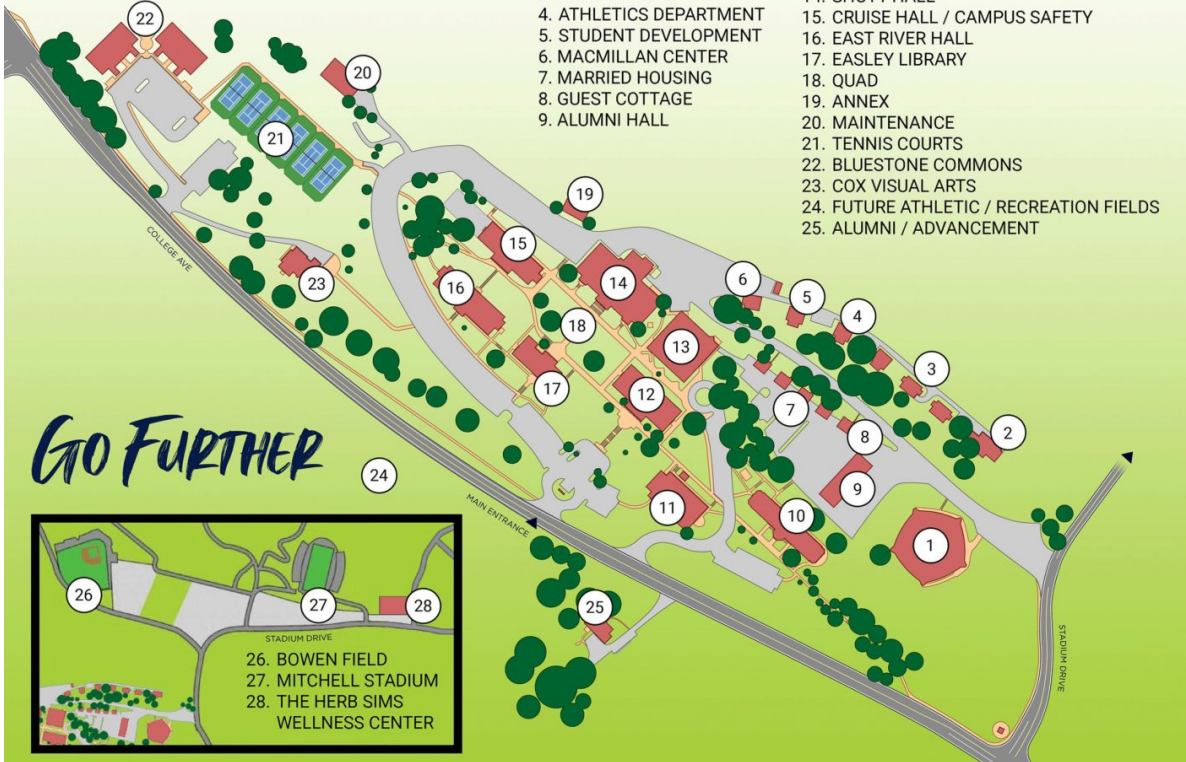 4. ATHLETICS DEPARTMENT
5. STUDENT DEVELOPMENT
6. MACMILLAN CENTER
7. MARRIED HOUSING
8. GUEST COTTAGE
9. ALUMNI HALL
15. CRUISE HALL / CAMPUS SAFETY
16. EAST RIVER HALL
17. EASLEY LIBRARY
18. QUAD
19. ANNEX
20. MAINTENANCE
21. TENNIS COURTS
22. BLUESTONE COMMONS
23. COX VISUAL ARTS
24. FUTURE ATHLETIC / RECREATION FIELDS
25. ALUMNI / ADVANCEMENT
22
20
21
19
15
23
16
14
6
5
18
4
13
3
17
12
7
2
8
24
9
11
10
1
25
COLLEGE AVE
MAIN ENTRANCE
STADIUM DRIVE
GO FURTHER
26
27
28
STADIUM DRIVE
26. BOWEN FIELD
27. MITCHELL STADIUM
28. THE HERB SIMS
WELLNESS CENTER